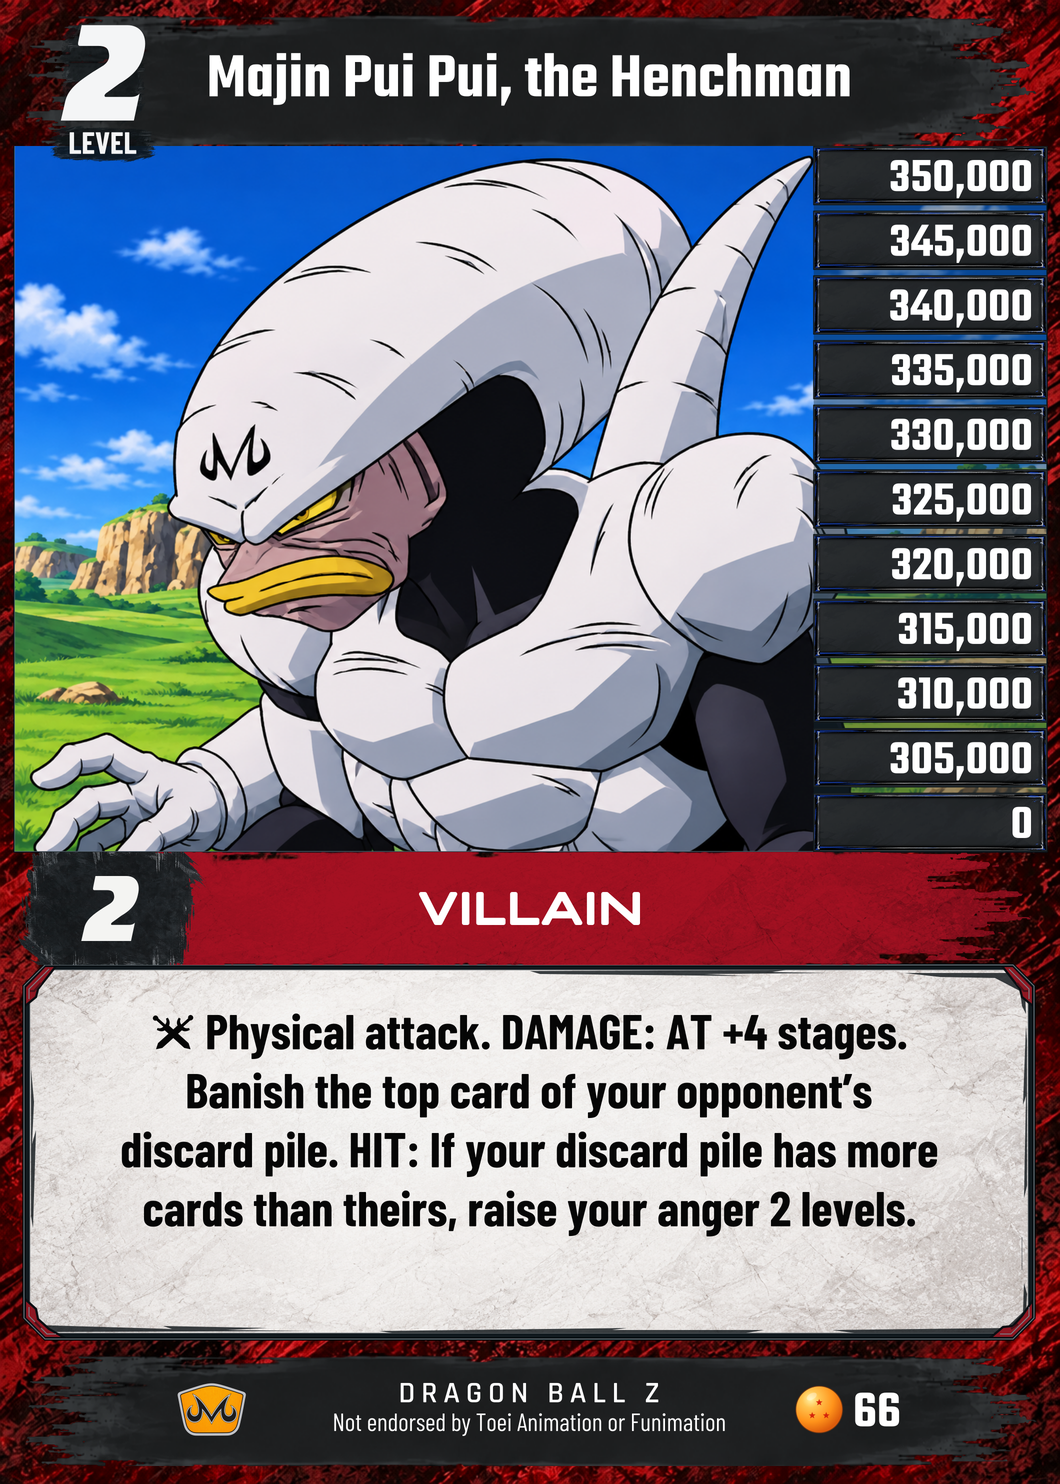 2
LEVEL
Majin Pui Pui, the Henchman
350,000
345,000
340,000
335,000
330,000
325,000
320,000
315,000
310,000
305,000
0
2
VILLAIN
Physical attack. DAMAGE: AT +4 stages.
Banish the top card of your opponent's
discard pile. HIT: If your discard pile has more
cards than theirs, raise your anger 2 levels.
DRAGON BALL Z
Not endorsed by Toei Animation or Funimation
66